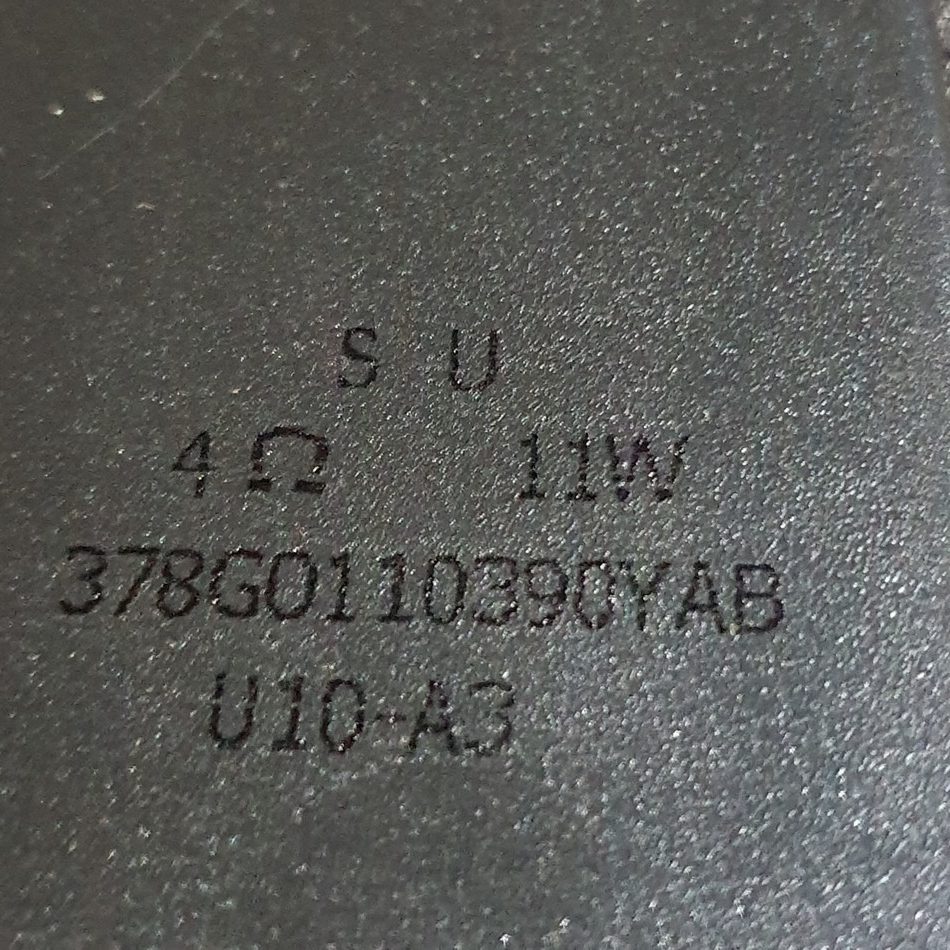 S U
4Ω 11W
378G0110390YAB
U10-A3